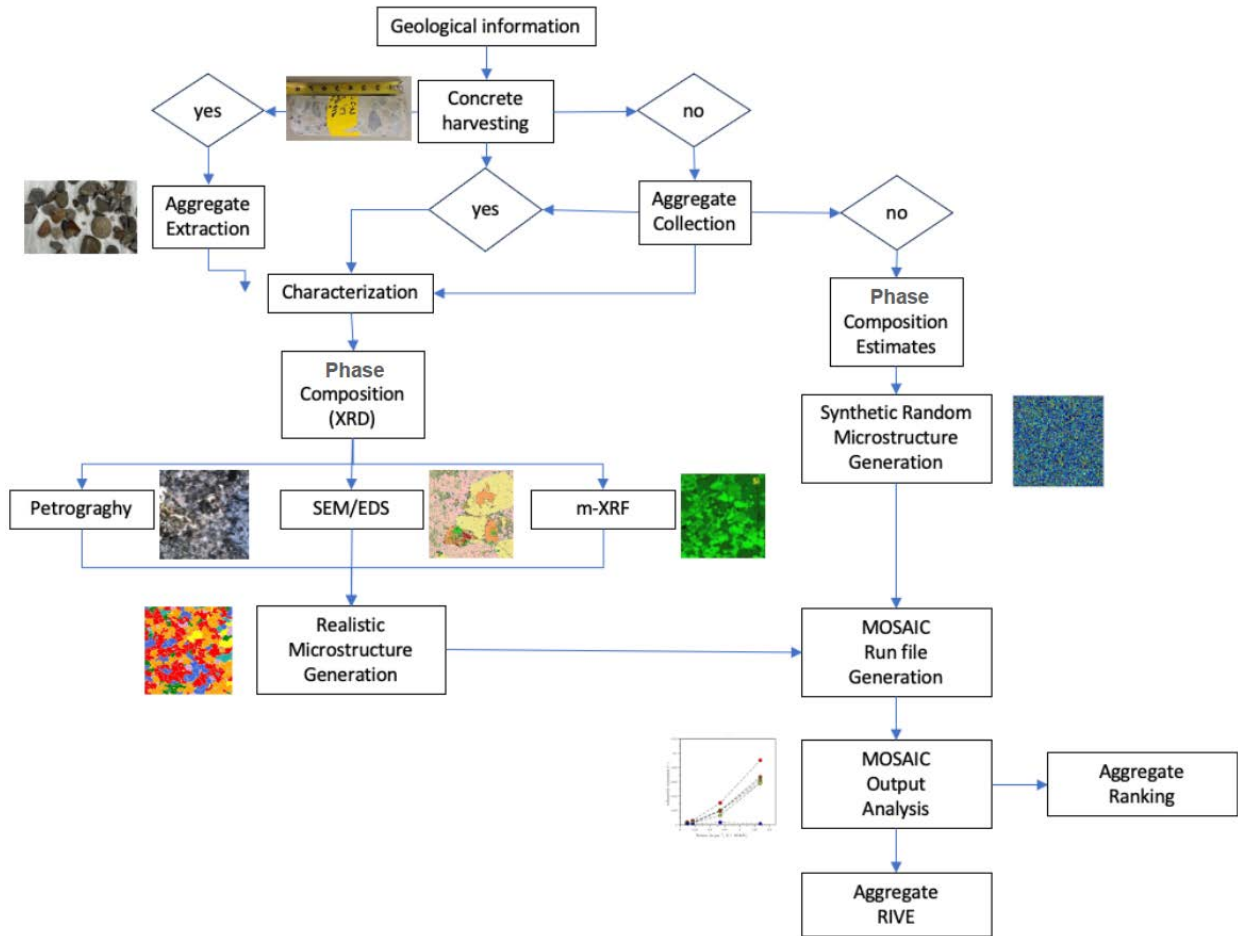 Geological information
yes
Concrete
harvesting
no
Aggregate
Extraction
yes
Aggregate
Collection
no
Characterization
Phase
Composition
Estimates
Phase
Composition
(XRD)
Synthetic Random
Microstructure
Generation
Petrography
SEM/EDS
m-XRF
Realistic
Microstructure
Generation
MOSAIC
Run file
Generation
MOSAIC
Output
Analysis
Aggregate
Ranking
Aggregate
RIVE